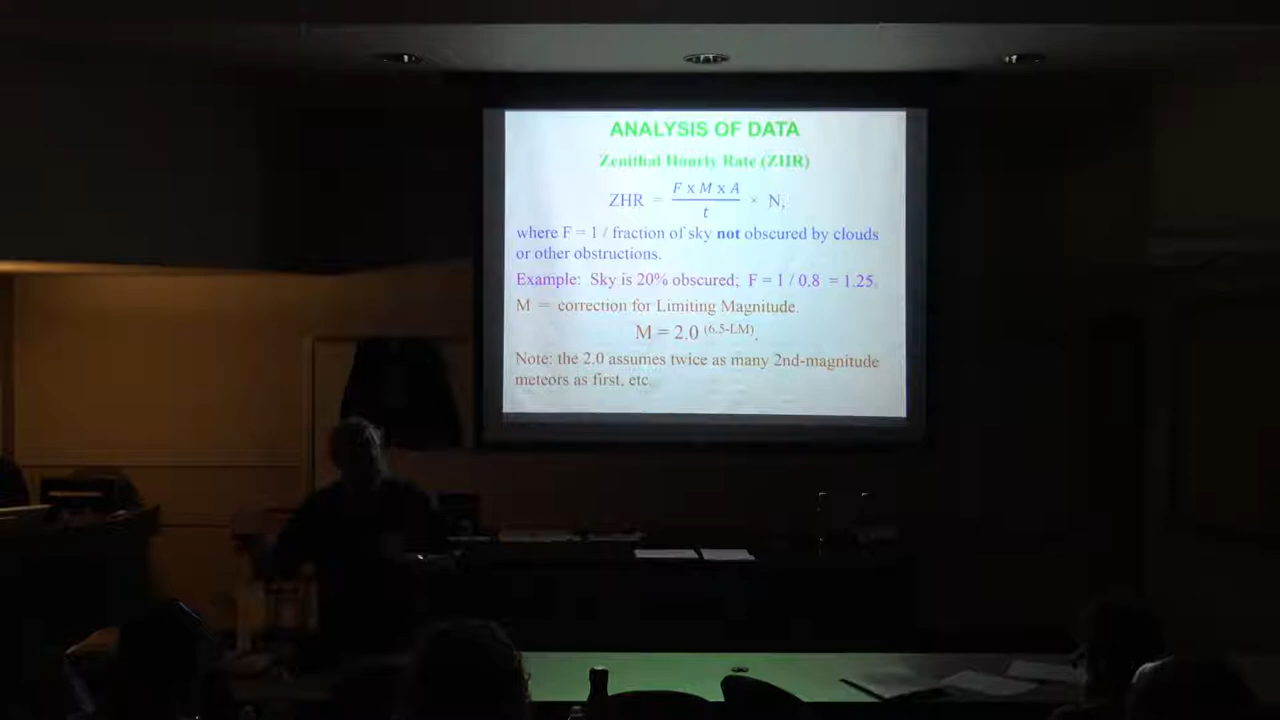 ANALYSIS OF DATA
Zenithal Hourly Rate (ZHR)
ZHR = F x M x A / t × N,
where F = 1 / fraction of sky not obscured by clouds
or other obstructions.
Example: Sky is 20% obscured; F = 1 / 0.8 = 1.25.
M = correction for Limiting Magnitude.
M = 2.0 (6.5-LM).
Note: the 2.0 assumes twice as many 2nd-magnitude
meteors as first, etc.